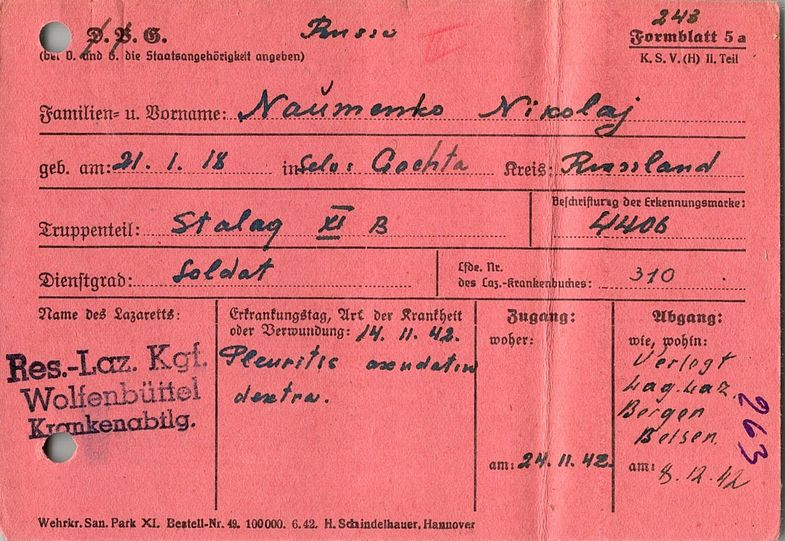 D. V. G. Russe 243
(bei O. und G. die Staatsangehörigkeit angeben) Formblatt 5a
K. S. V. (H) II. Teil
Familien- u. Vorname: Naumenko Nikolaj
geb. am: 21. 1. 18 in Selo: Gochta Kreis: Russland
Truppenteil: Stalag XI B Beschriftung der Erkennungsmarke: 4406
Dienstgrad: Soldat Lfde. Nr.
des Laz.-Krankenbuches: 310
Name des Lazaretts:
Res.-Laz. Kgf.
Wolfenbüttel
Krankenabtlg.
Erkrankungstag, Art der Krankheit
oder Verwundung: 14. 11. 42.
Pleuritis exudativ
dextra.
Zugang:
woher:
am: 24. 11. 42.
Abgang:
wie, wohin:
Verlegt
Lag. Laz.
Bergen
Belsen.
am: 8. 12. 42
263
Wehrkr. San. Park XI. Bestell-Nr. 49. 100000. 6. 42. H. Schindelhauer, Hannover